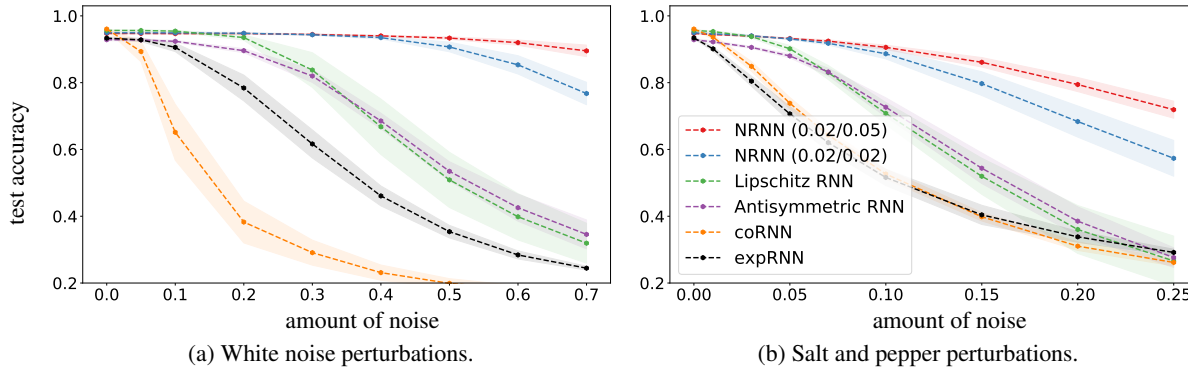 test accuracy
1.0
0.8
0.6
0.4
0.2
0.0 0.1 0.2 0.3 0.4 0.5 0.6 0.7
amount of noise
(a) White noise perturbations.
1.0
0.8
0.6
0.4
0.2
NRNN (0.02/0.05)
NRNN (0.02/0.02)
Lipschitz RNN
Antisymmetric RNN
coRNN
expRNN
0.00 0.05 0.10 0.15 0.20 0.25
amount of noise
(b) Salt and pepper perturbations.